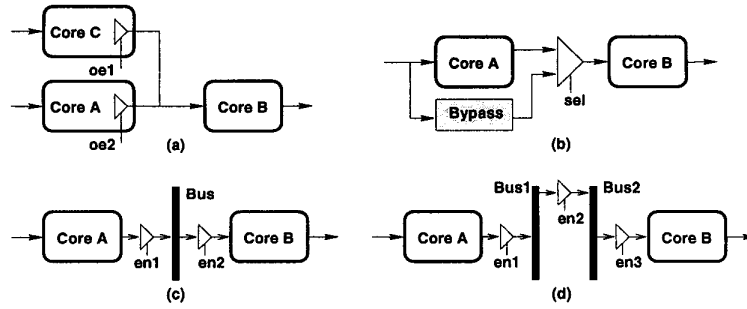 Core C
oe1
Core A
Core B
oe2
(a)
Core A
Core B
Bypass
sel
(b)
Bus
Core A
Core B
en1
en2
(c)
Bus1
Bus2
en2
Core A
Core B
en1
en3
(d)